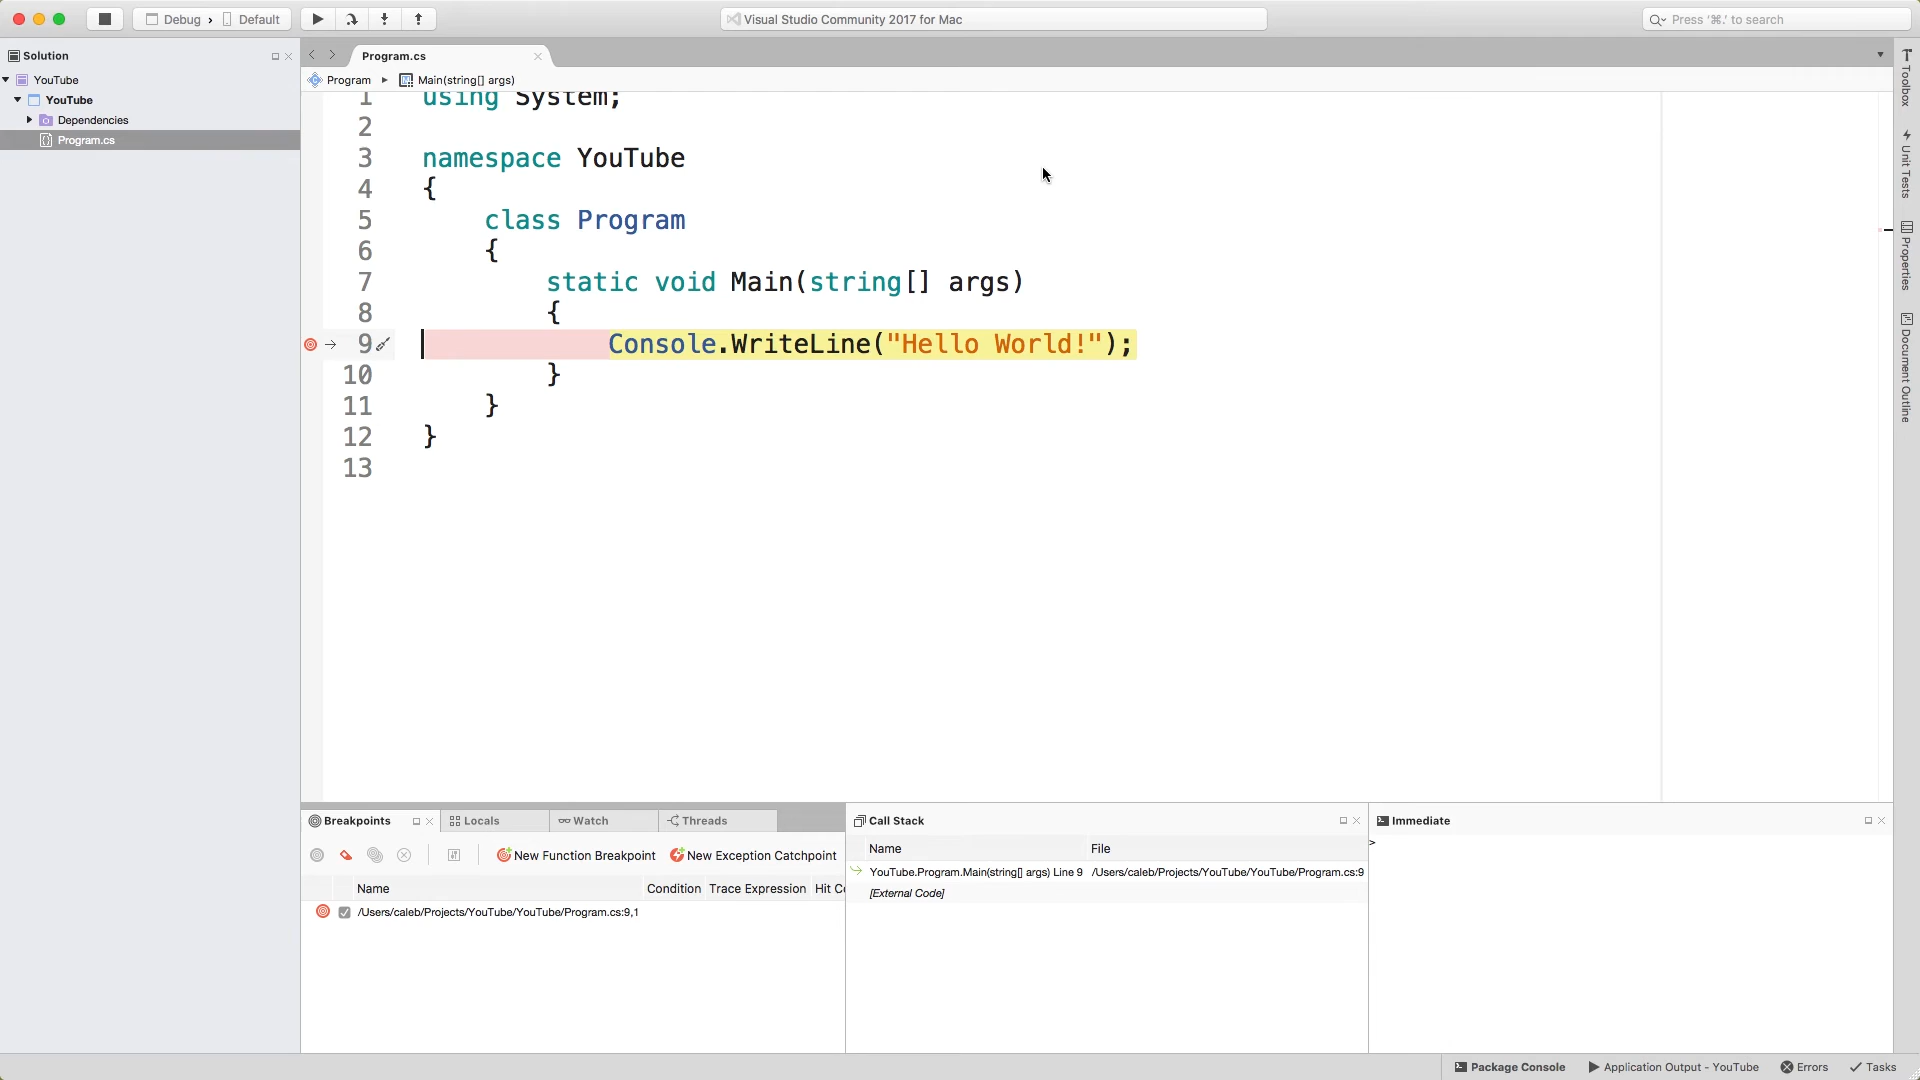 Debug › Default
Visual Studio Community 2017 for Mac
Press '⌘.' to search
Solution
YouTube
YouTube
Dependencies
Program.cs
Program.cs
Program ▸ Main(string[] args)
1 using System;
2
3 namespace YouTube
4 {
5 class Program
6 {
7 static void Main(string[] args)
8 {
9 Console.WriteLine("Hello World!");
10 }
11 }
12 }
13
Toolbox
Unit Tests
Properties
Document Outline
Breakpoints
Locals
Watch
Threads
New Function Breakpoint
New Exception Catchpoint
Name Condition Trace Expression Hit Co
/Users/caleb/Projects/YouTube/YouTube/Program.cs:9,1
Call Stack
Name File
YouTube.Program.Main(string[] args) Line 9 /Users/caleb/Projects/YouTube/YouTube/Program.cs:9
[External Code]
Immediate
>
Package Console
Application Output - YouTube
Errors
Tasks